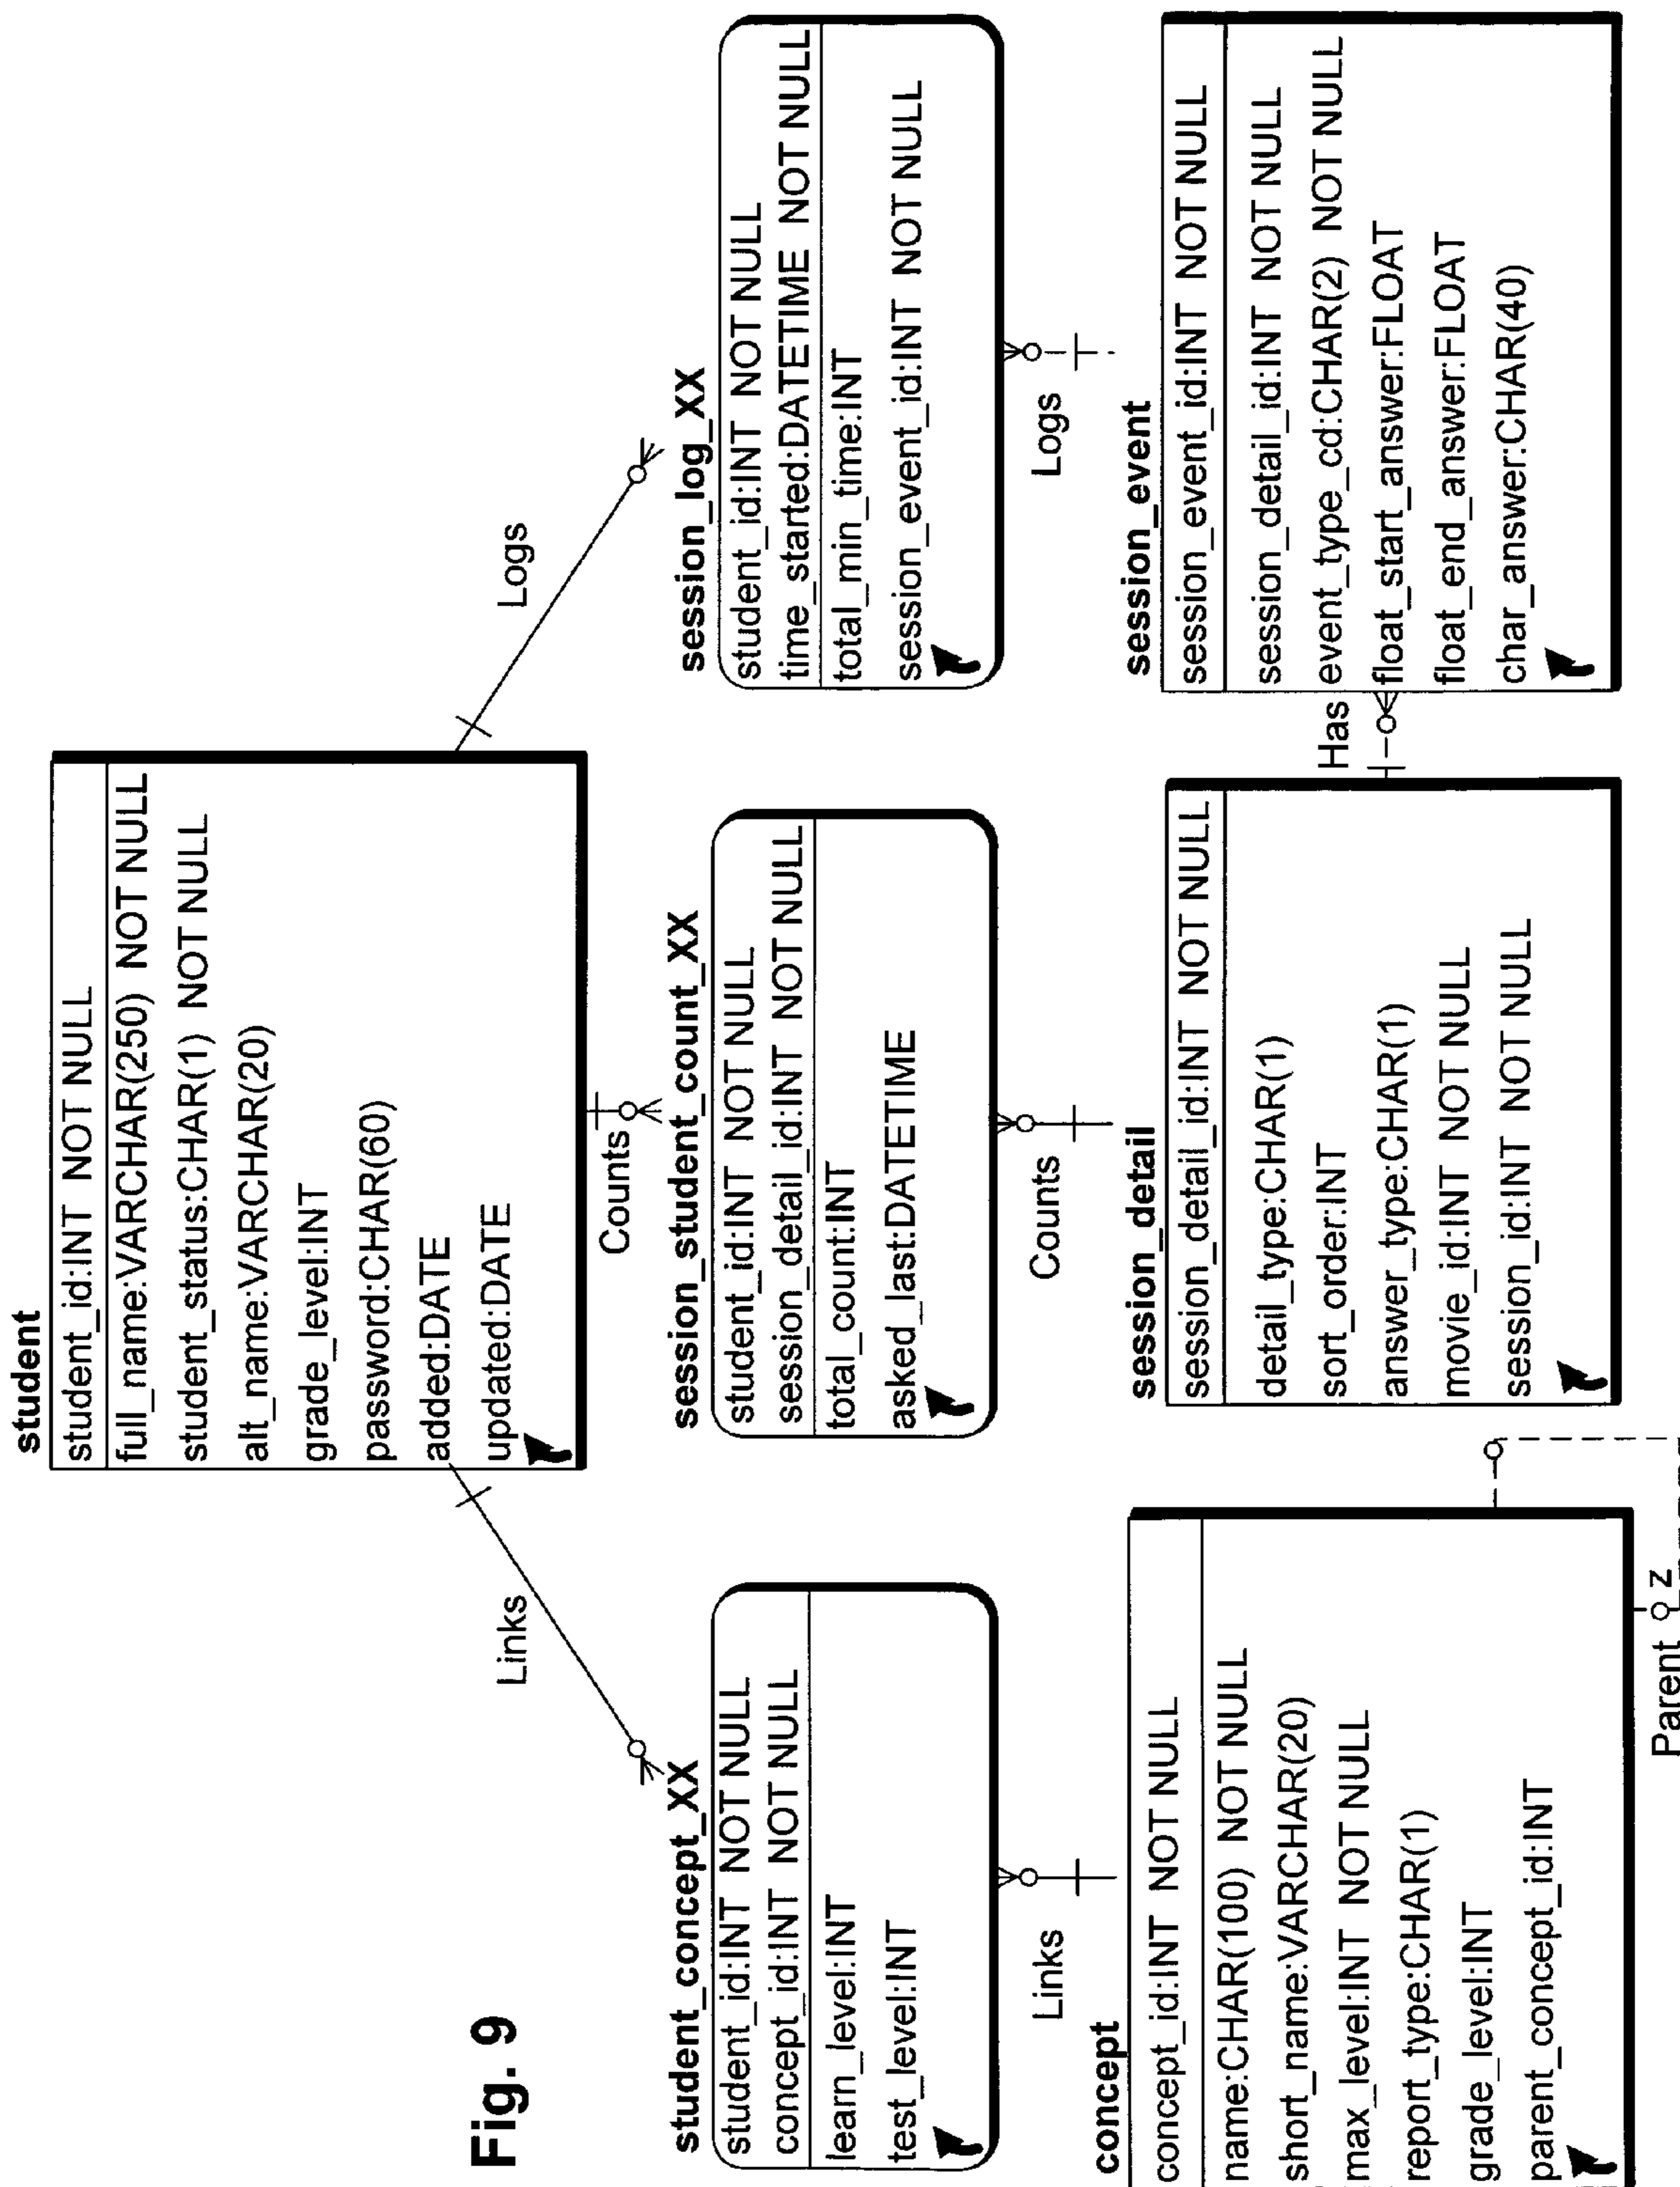 Fig. 9
student
student_id:INT NOT NULL
full_name:VARCHAR(250) NOT NULL
student_status:CHAR(1) NOT NULL
alt_name:VARCHAR(20)
grade_level:INT
password:CHAR(60)
added:DATE
updated:DATE
Links
Counts
Logs
student_concept_XX
student_id:INT NOT NULL
concept_id:INT NOT NULL
learn_level:INT
test_level:INT
session_student_count_XX
student_id:INT NOT NULL
session_detail_id:INT NOT NULL
total_count:INT
asked_last:DATETIME
session_log_XX
student_id:INT NOT NULL
time_started:DATETIME NOT NULL
total_min_time:INT
session_event_id:INT NOT NULL
Links
Counts
Logs
concept
concept_id:INT NOT NULL
name:CHAR(100) NOT NULL
short_name:VARCHAR(20)
max_level:INT NOT NULL
report_type:CHAR(1)
grade_level:INT
parent_concept_id:INT
Parent
Z
session_detail
session_detail_id:INT NOT NULL
detail_type:CHAR(1)
sort_order:INT
answer_type:CHAR(1)
movie_id:INT NOT NULL
session_id:INT NOT NULL
Has
session_event
session_event_id:INT NOT NULL
session_detail_id:INT NOT NULL
event_type_cd:CHAR(2) NOT NULL
float_start_answer:FLOAT
float_end_answer:FLOAT
char_answer:CHAR(40)